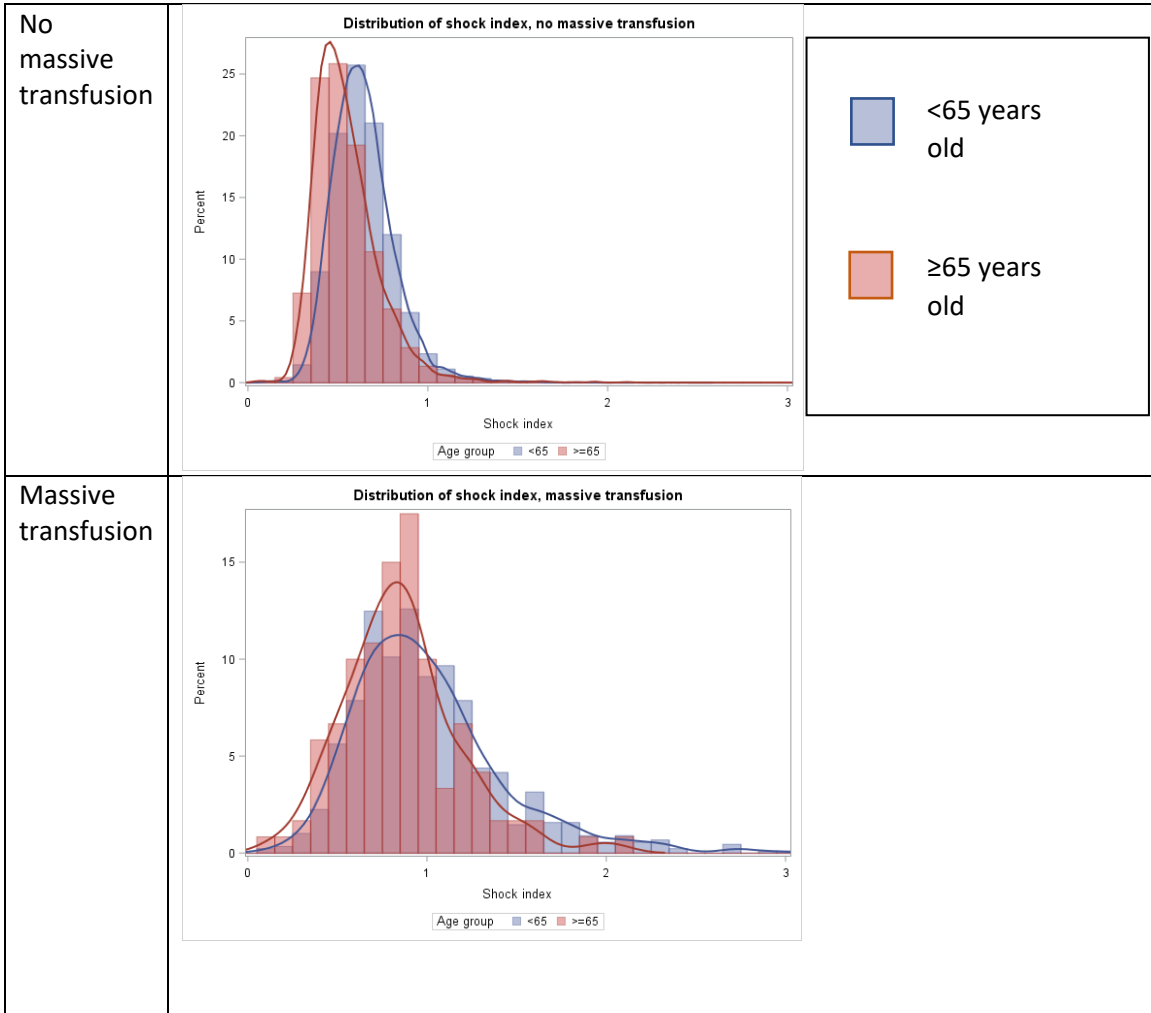 No
massive
transfusion
Distribution of shock index, no massive transfusion
25
20
15
10
5
0
Percent
0 1 2 3
Shock index
Age group <65 >=65
<65 years
old
≥65 years
old
Massive
transfusion
Distribution of shock index, massive transfusion
15
10
5
0
Percent
0 1 2 3
Shock index
Age group <65 >=65